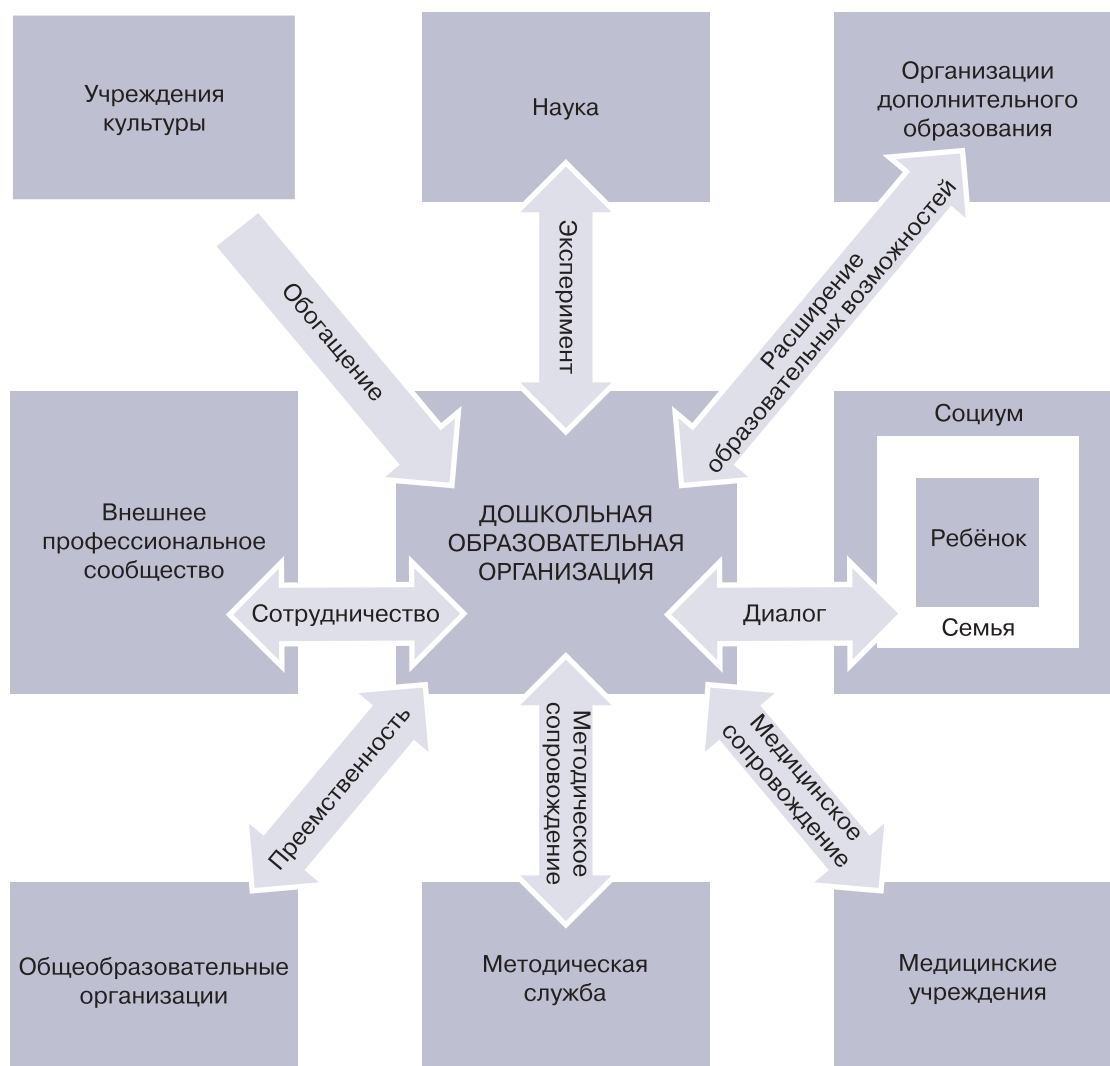 Учреждения
культуры
Наука
Организации
дополнительного
образования
Обогащение
Эксперимент
Расширение
образовательных возможностей
Внешнее
профессиональное
сообщество
ДОШКОЛЬНАЯ
ОБРАЗОВАТЕЛЬНАЯ
ОРГАНИЗАЦИЯ
Социум
Ребёнок
Семья
Сотрудничество
Диалог
Преемственность
Методическое
сопровождение
Медицинское
сопровождение
Общеобразовательные
организации
Методическая
служба
Медицинские
учреждения